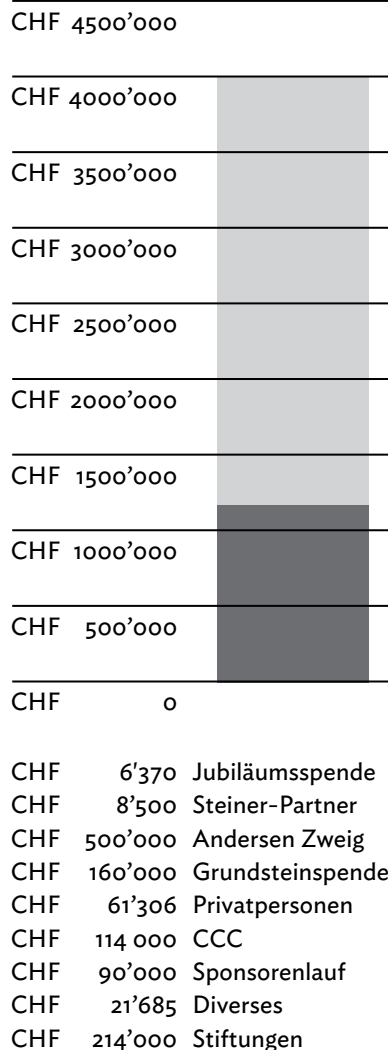 CHF 4500’000
CHF 4000’000
CHF 3500’000
CHF 3000’000
CHF 2500’000
CHF 2000’000
CHF 1500’000
CHF 1000’000
CHF 500’000
CHF 0
CHF 6'370 Jubiläumsspende
CHF 8’500 Steiner-Partner
CHF 500’000 Andersen Zweig
CHF 160’000 Grundsteinspende
CHF 61’306 Privatpersonen
CHF 114 000 CCC
CHF 90’000 Sponsorenlauf
CHF 21’685 Diverses
CHF 214’000 Stiftungen